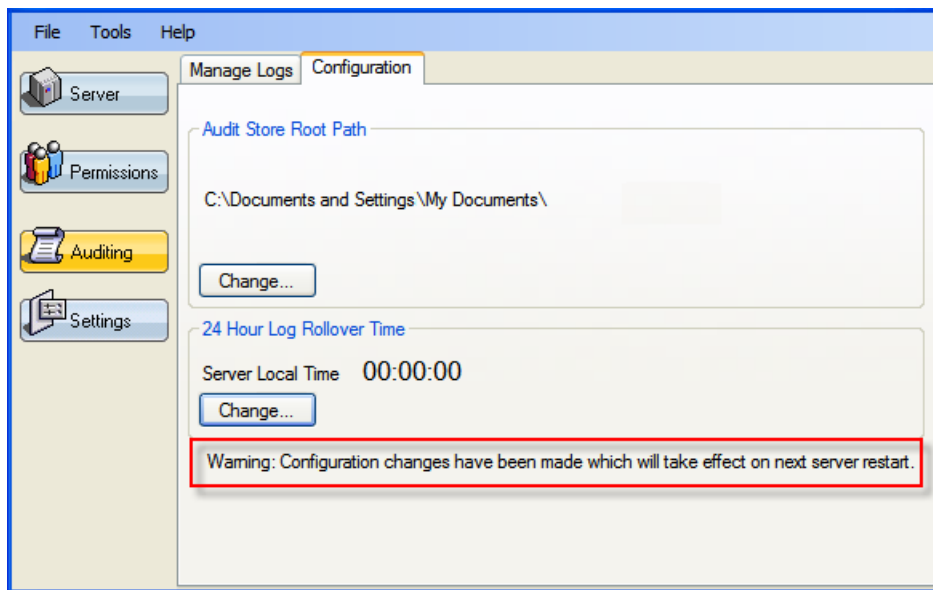 File Tools Help
Manage Logs Configuration
Server
Audit Store Root Path
Permissions
C:\Documents and Settings\My Documents\
Auditing
Change...
Settings
24 Hour Log Rollover Time
Server Local Time 00:00:00
Change...
Warning: Configuration changes have been made which will take effect on next server restart.